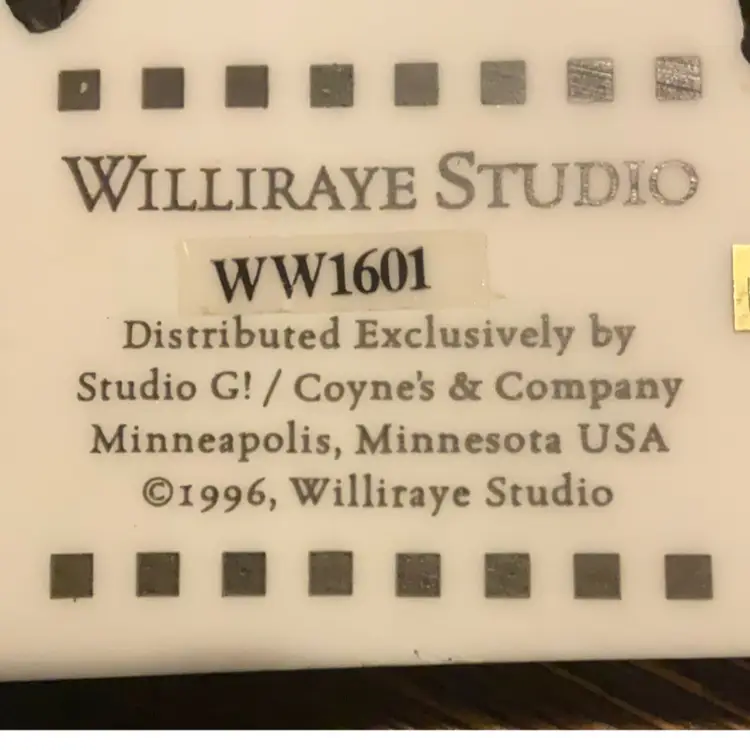 WILLIRAYE STUDIO
WW1601
Distributed Exclusively by
Studio G! / Coyne's & Company
Minneapolis, Minnesota USA
©1996, Williraye Studio